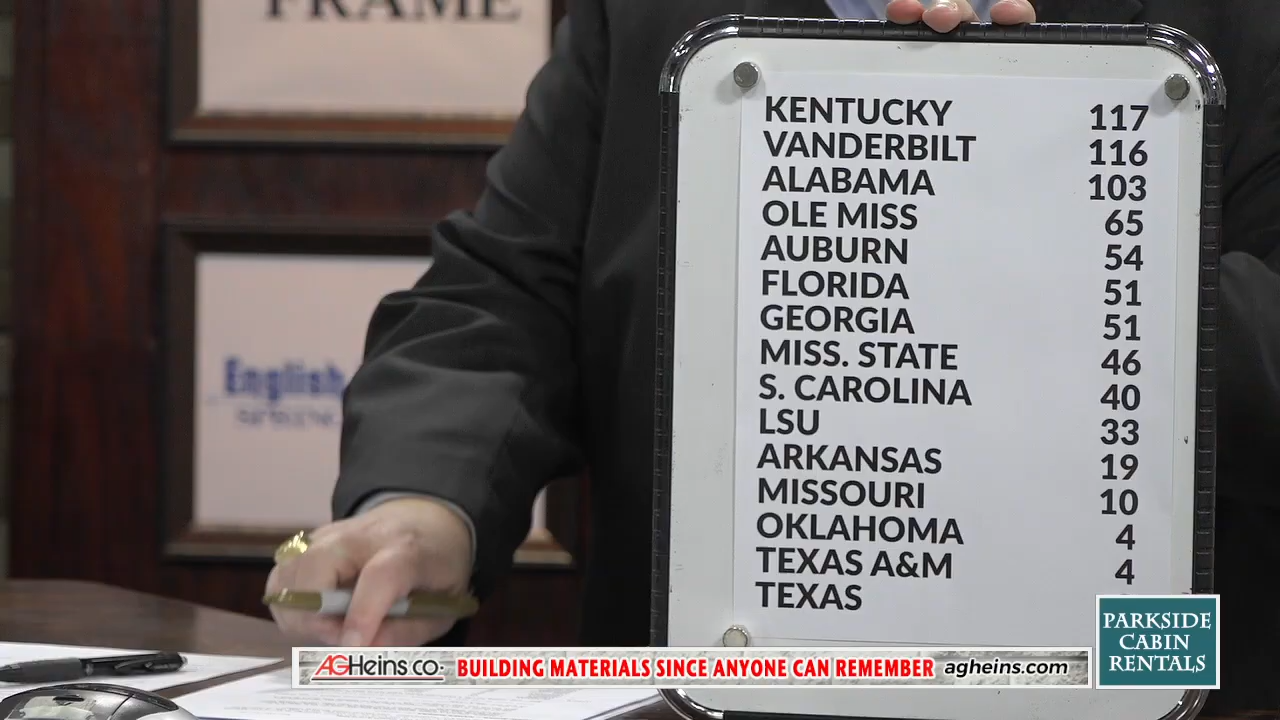 FRAME
English
KENTUCKY 117
VANDERBILT 116
ALABAMA 103
OLE MISS 65
AUBURN 54
FLORIDA 51
GEORGIA 51
MISS. STATE 46
S. CAROLINA 40
LSU 33
ARKANSAS 19
MISSOURI 10
OKLAHOMA 4
TEXAS A&M 4
TEXAS
PARKSIDE
CABIN
RENTALS
AGHeins co. BUILDING MATERIALS SINCE ANYONE CAN REMEMBER agheins.com